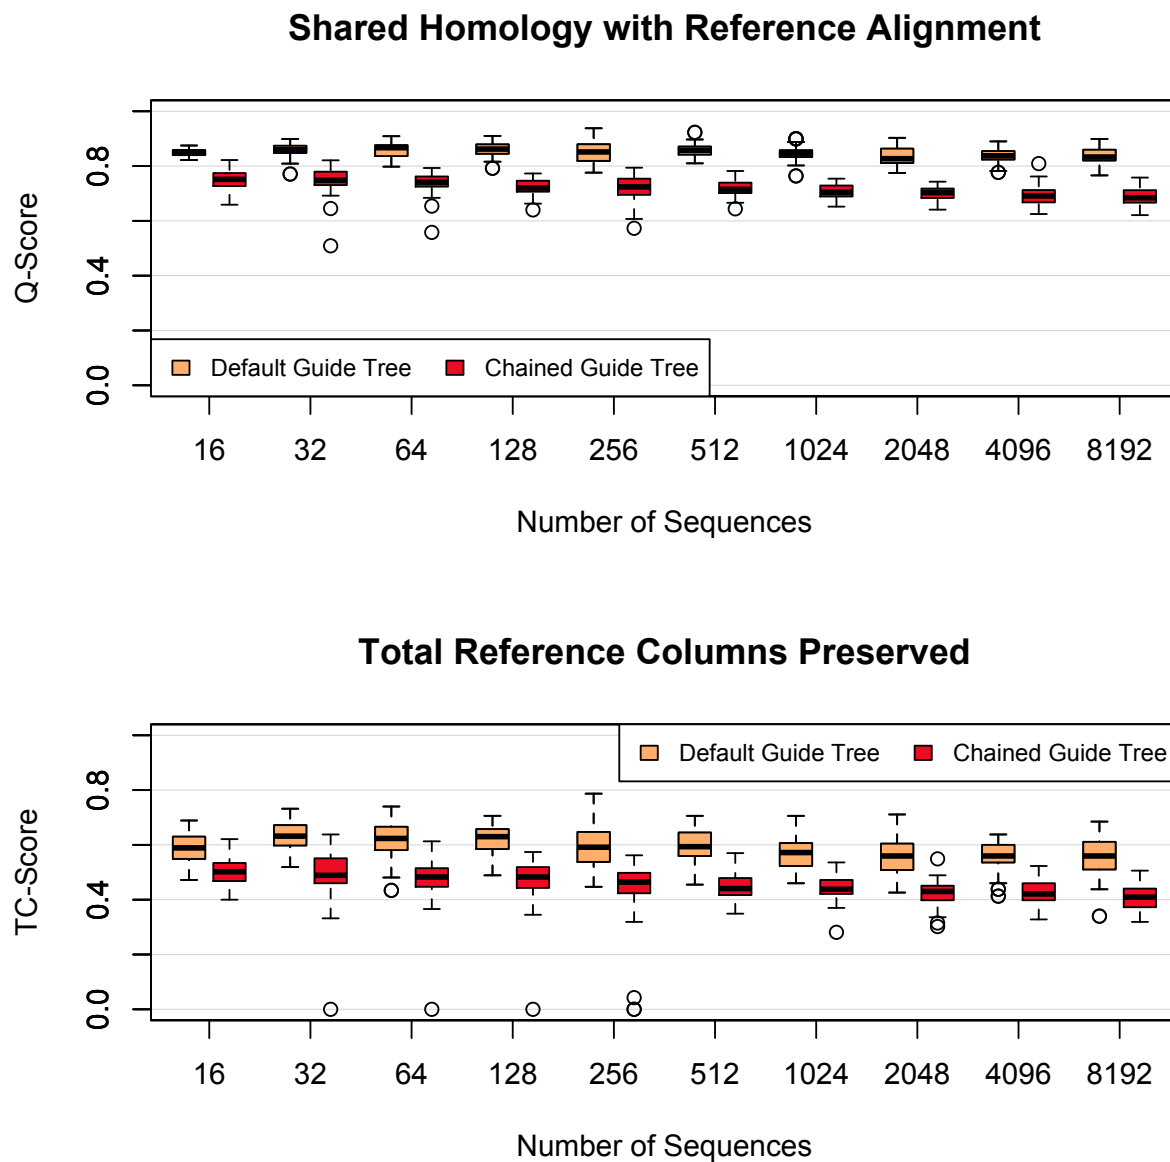 Shared Homology with Reference Alignment
Q-Score
0.8
0.4
0.0
Default Guide Tree Chained Guide Tree
16 32 64 128 256 512 1024 2048 4096 8192
Number of Sequences
Total Reference Columns Preserved
TC-Score
Default Guide Tree Chained Guide Tree
0.8
0.4
0.0
16 32 64 128 256 512 1024 2048 4096 8192
Number of Sequences